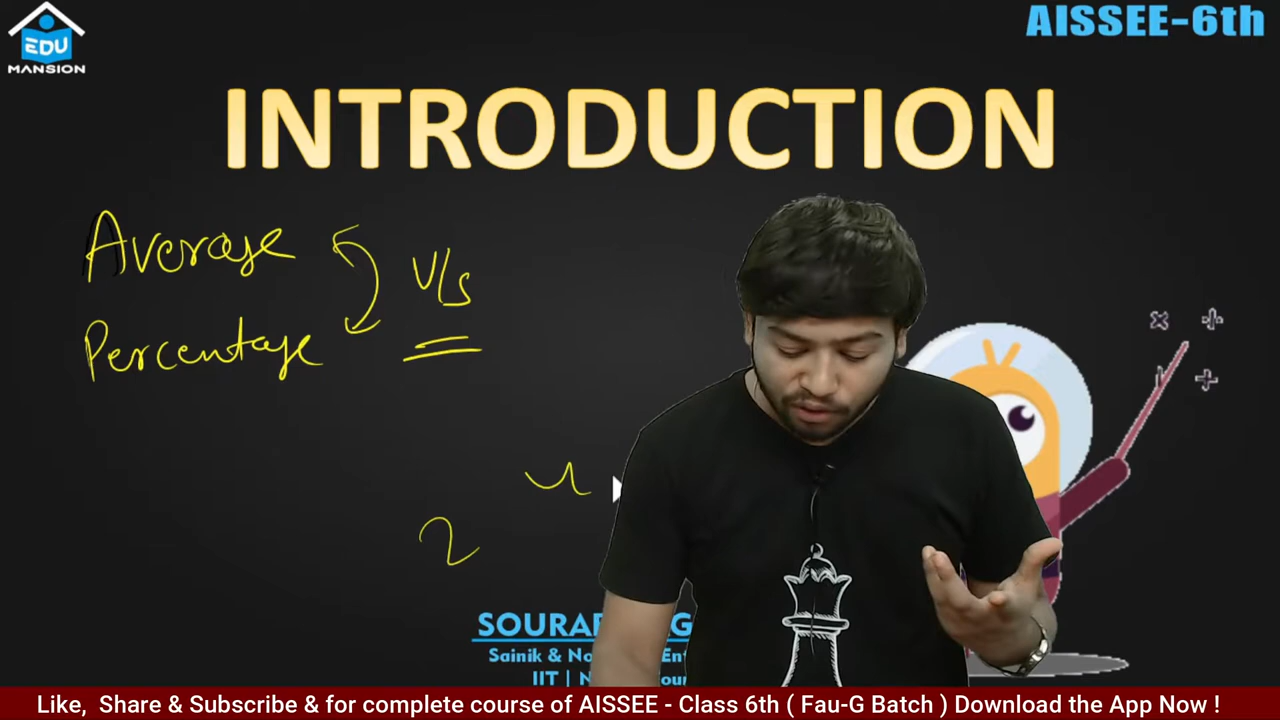 EDU
MANSION
AISSEE-6th
INTRODUCTION
Average
V/s
Percentage
2
Sainik &
IIT |
Like, Share & Subscribe & for complete course of AISSEE - Class 6th ( Fau-G Batch ) Download the App Now !